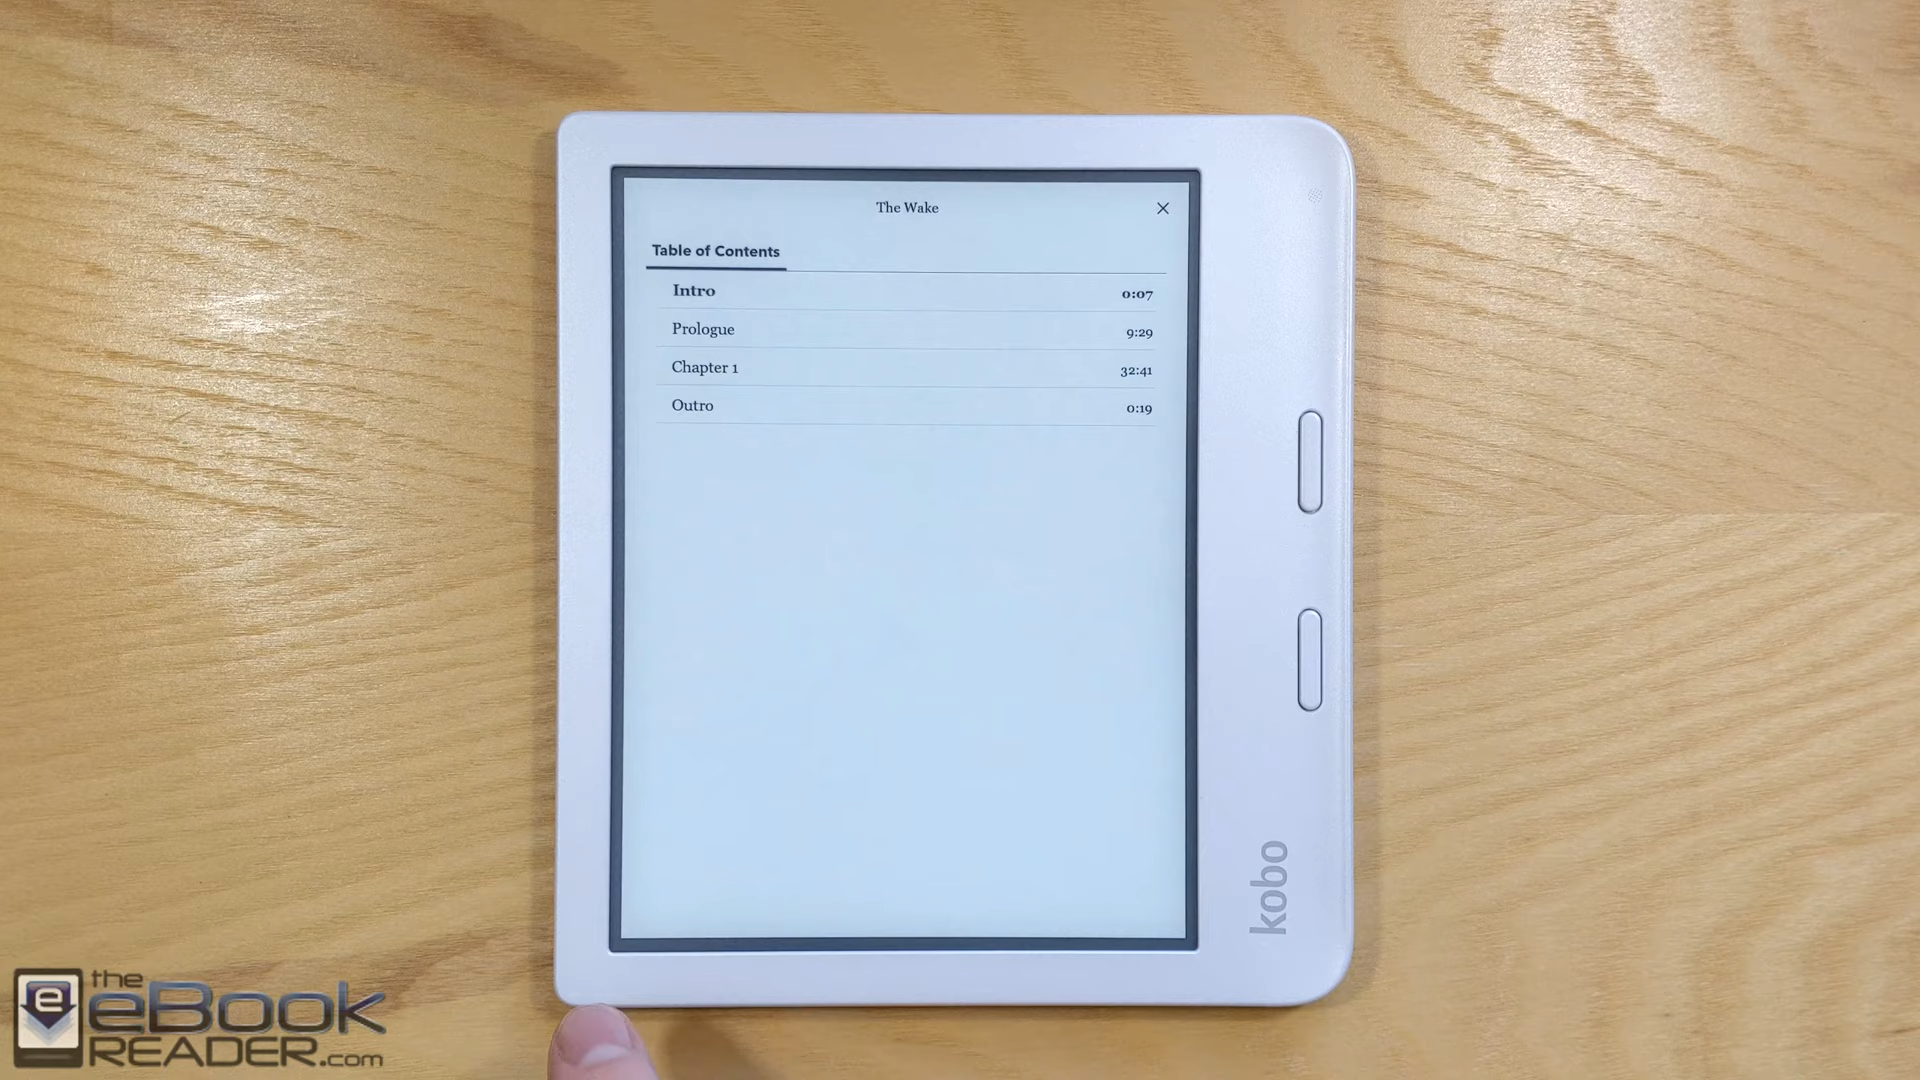 The Wake
Table of Contents
Intro 0:07
Prologue 9:29
Chapter 1 32:41
Outro 0:19
kobo
e the
eBook
READER.com